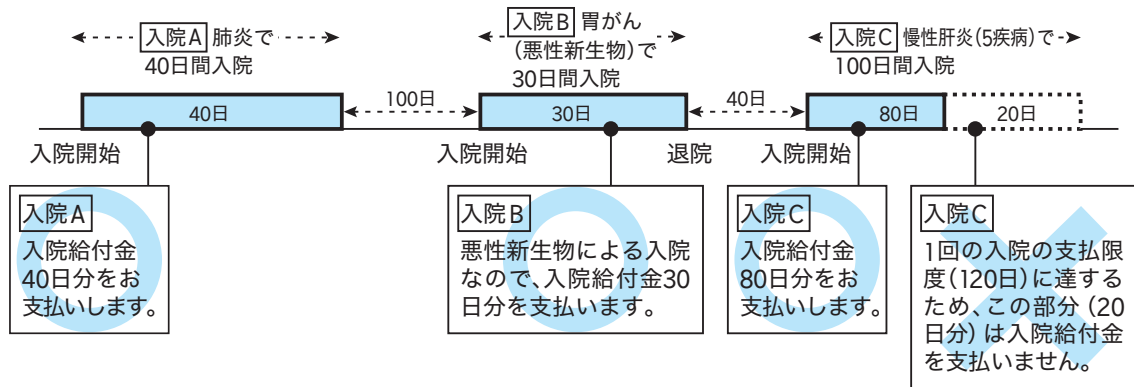 入院A 肺炎で
40日間入院
入院B 胃がん
(悪性新生物)で
30日間入院
入院C 慢性肝炎(5疾病)で
100日間入院
40日
100日
30日
40日
80日
20日
入院開始
入院開始
退院
入院開始
入院A
入院給付金
40日分をお
支払いします。
入院B
悪性新生物による入院
なので、入院給付金30
日分を支払います。
入院C
入院給付金
80日分をお
支払いします。
入院C
1回の入院の支払限
度(120日)に達する
ため、この部分(20
日分)は入院給付金
を支払いません。